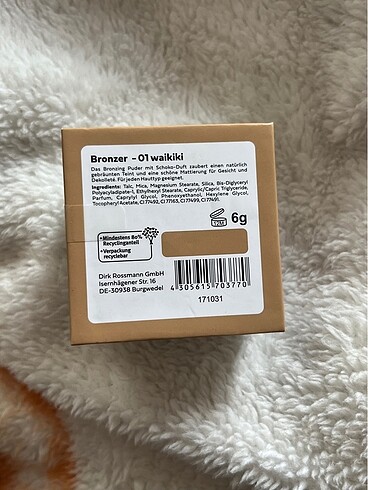 Bronzer - 01 waikiki
Das Bronzing Puder mit Schoko-Duft zaubert einen natürlich
gebräunten Teint und eine schöne Mattierung für Gesicht und
Dekolleté. Für jeden Hauttyp geeignet.
Ingredients: Talc, Mica, Magnesium Stearate, Silica, Bis-Diglyceryl
Polyacyladipate-1, Ethylhexyl Stearate, Caprylic/Capric Triglyceride,
Parfum, Caprylyl Glycol, Phenoxyethanol, Hexylene Glycol,
Tocopheryl Acetate, CI 77492, CI 77163, CI 77499, CI 77491.
6g
+Mindestens 80%
Recyclinganteil
+Verpackung
recyclebar
Dirk Rossmann GmbH
Isernhägener Str. 16
DE-30938 Burgwedel
4 305615 703770
171031